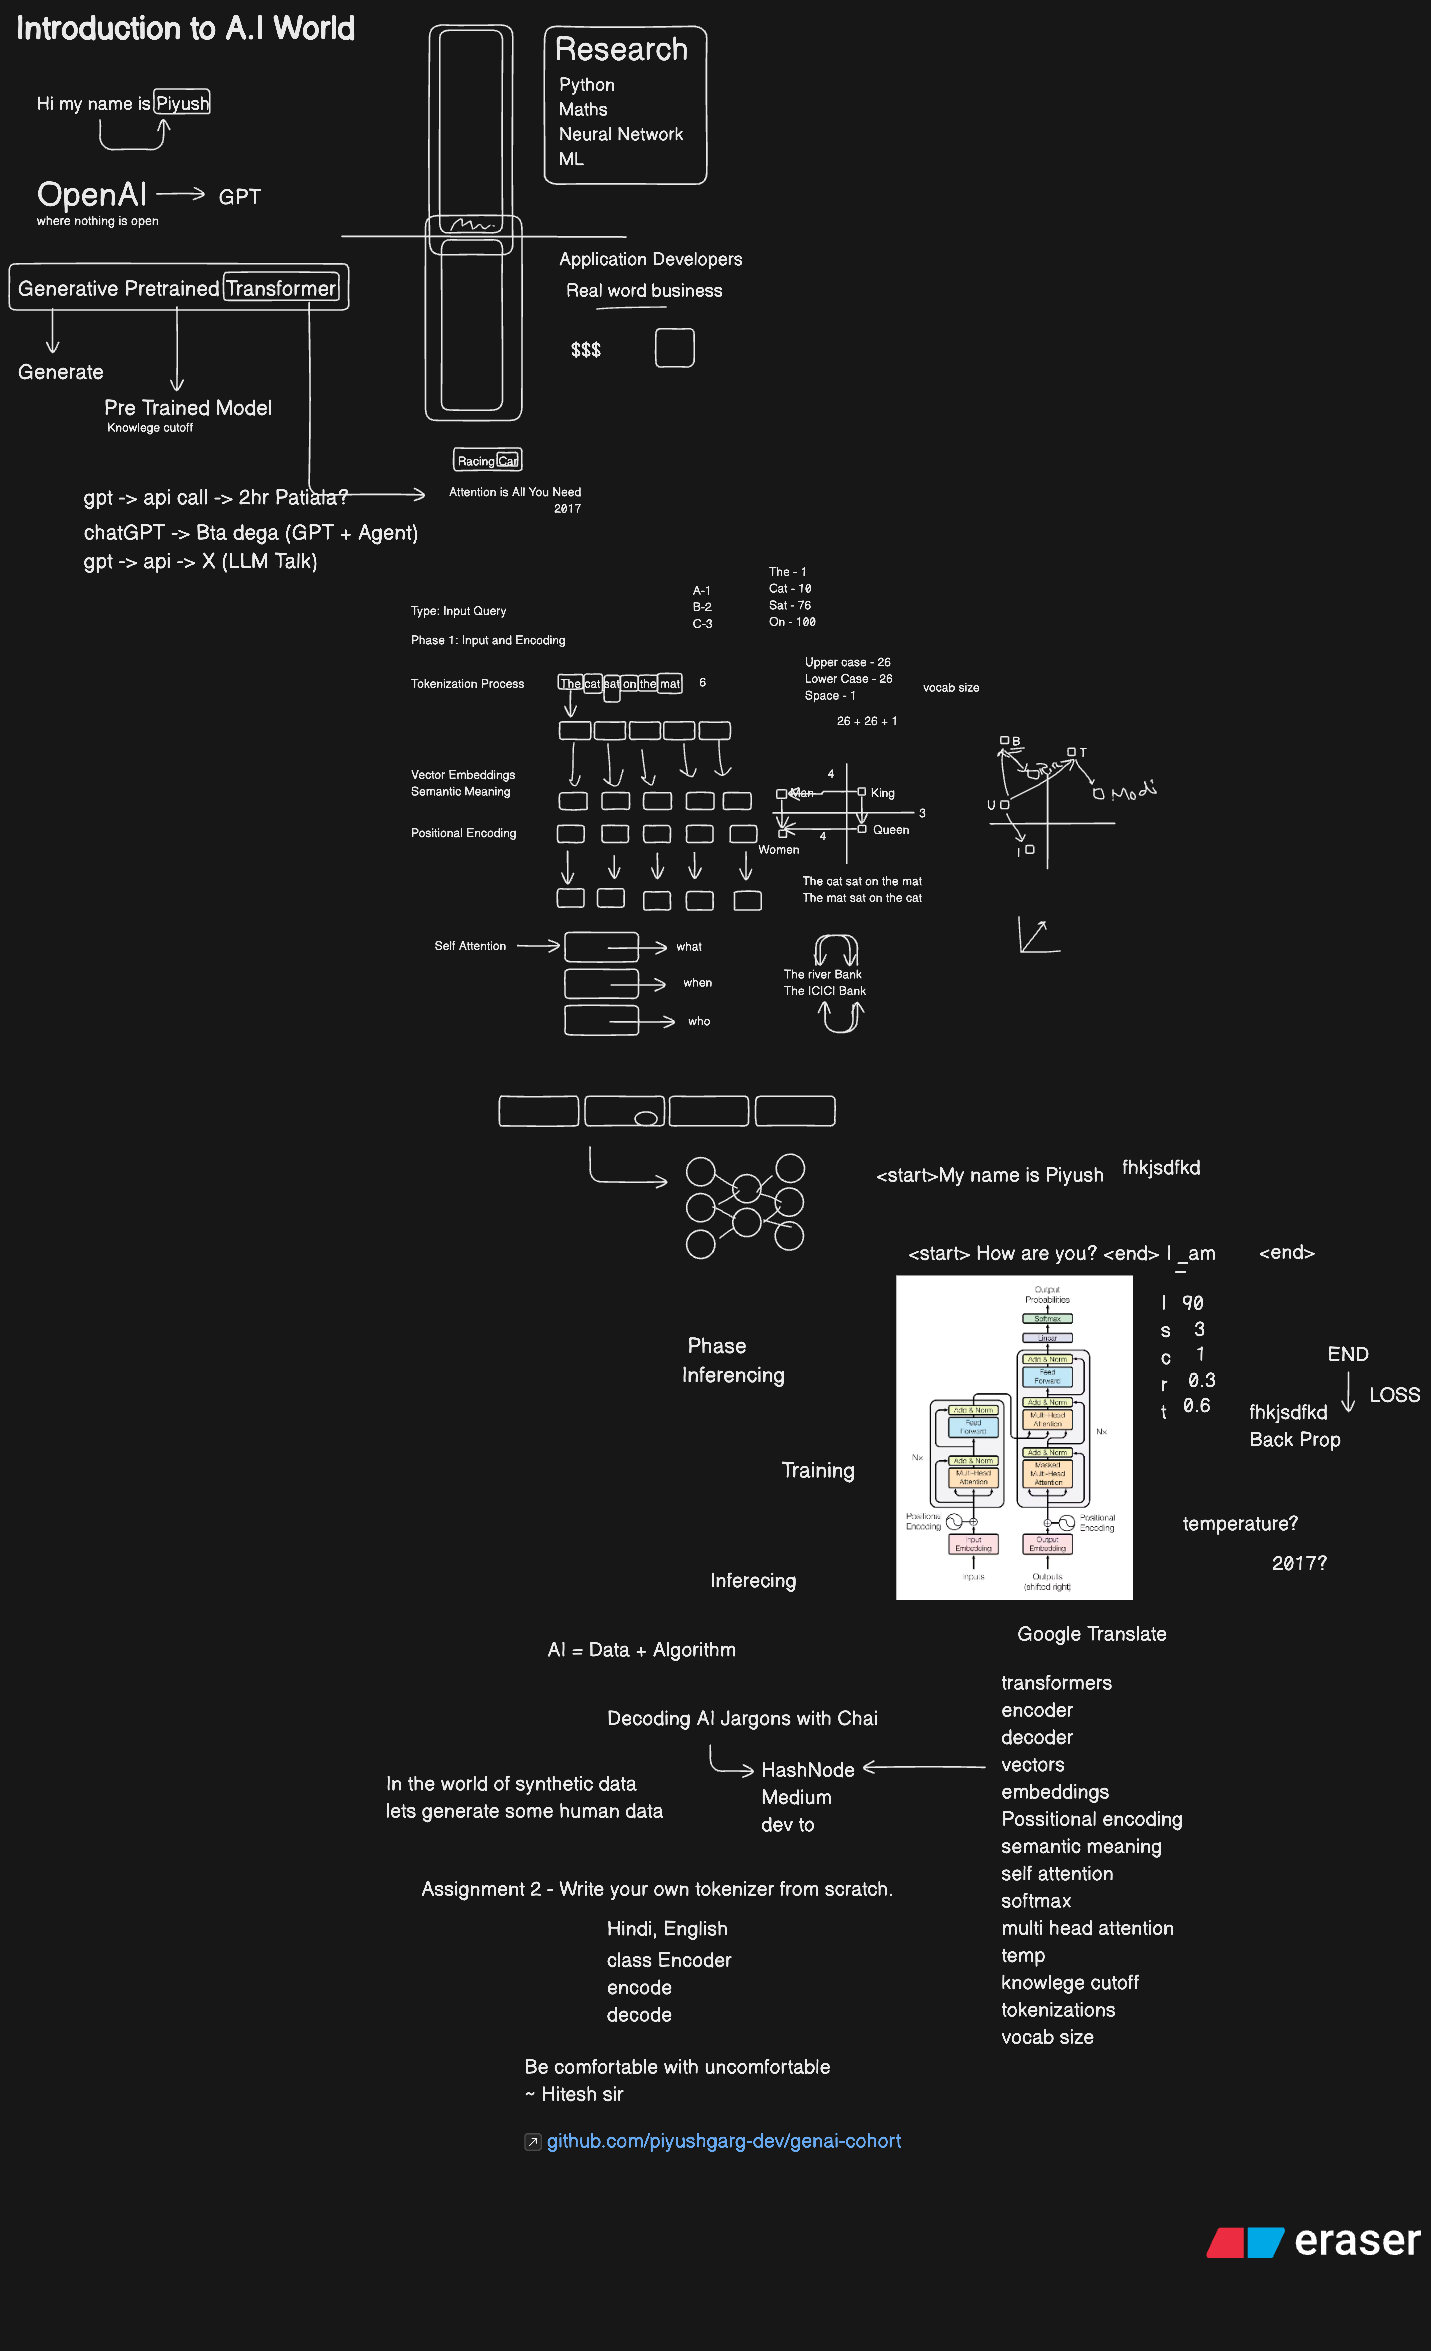 Introduction to A.I World
Hi my name is Piyush
OpenAI
GPT
where nothing is open
Generative Pretrained Transformer
Generate
Pre Trained Model
Knowlege cutoff
Research
Python
Maths
Neural Network
ML
Application Developers
Real word business
$$$
Racing Car
Attention is All You Need
2017
gpt -> api call -> 2hr Patiala?
chatGPT -> Bta dega (GPT + Agent)
gpt -> api -> X (LLM Talk)
Type: Input Query
Phase 1: Input and Encoding
A-1
B-2
C-3
The - 1
Cat - 10
Sat - 76
On - 100
Tokenization Process
The cat sat on the mat
6
Upper case - 26
Lower Case - 26
Space - 1
26 + 26 + 1
vocab size
Vector Embeddings
Semantic Meaning
Positional Encoding
4
Man
King
3
4
Queen
Women
B
T
Modi
U
I
The cat sat on the mat
The mat sat on the cat
Self Attention
what
when
who
The river Bank
The ICICI Bank
<start>My name is Piyush
fhkjsdfkd
<start> How are you? <end> I _am
<end>
Phase
Inferencing
Training
Inferecing
Output
Probabilities
Softmax
Linear
Add & Norm
Feed
Forward
Add & Norm
Multi-Head
Attention
Add & Norm
Masked
Multi-Head
Attention
Nx
Add & Norm
Feed
Forward
Add & Norm
Multi-Head
Attention
Nx
Positional
Encoding
Positional
Encoding
Input
Embedding
Output
Embedding
Inputs
Outputs
(shifted right)
I 90
s 3
c 1
r 0.3
t 0.6
END
LOSS
fhkjsdfkd
Back Prop
temperature?
2017?
Google Translate
AI = Data + Algorithm
Decoding AI Jargons with Chai
HashNode
Medium
dev to
In the world of synthetic data
lets generate some human data
transformers
encoder
decoder
vectors
embeddings
Possitional encoding
semantic meaning
self attention
softmax
multi head attention
temp
knowlege cutoff
tokenizations
vocab size
Assignment 2 - Write your own tokenizer from scratch.
Hindi, English
class Encoder
encode
decode
Be comfortable with uncomfortable
~ Hitesh sir
github.com/piyushgarg-dev/genai-cohort
eraser